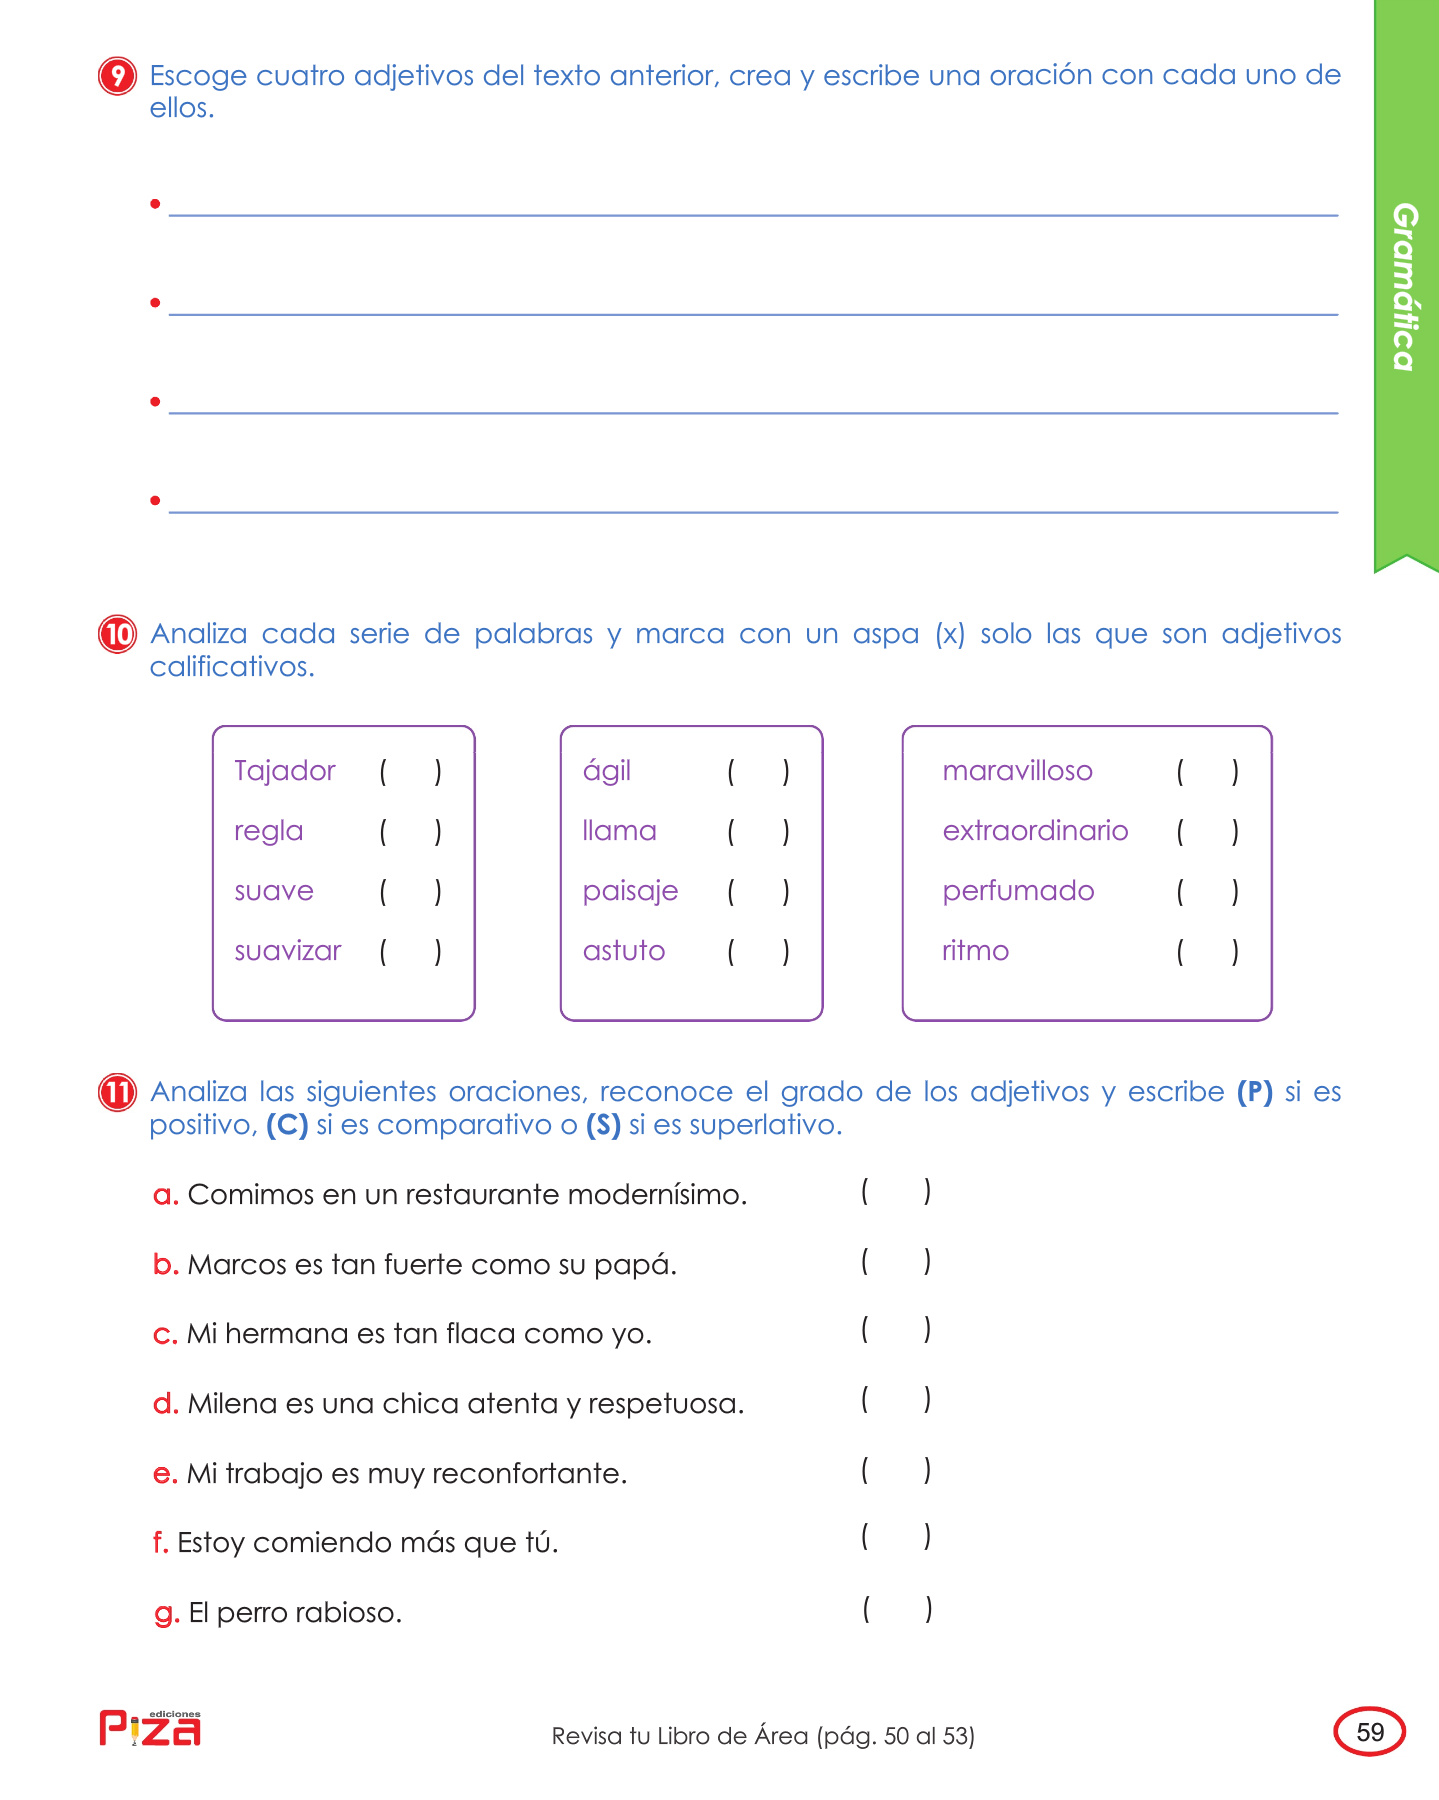 9 Escoge cuatro adjetivos del texto anterior, crea y escribe una oración con cada uno de
ellos.
•
•
•
•
Gramática
10 Analiza cada serie de palabras y marca con un aspa (x) solo las que son adjetivos
calificativos.
Tajador ( )
regla ( )
suave ( )
suavizar ( )
ágil ( )
llama ( )
paisaje ( )
astuto ( )
maravilloso ( )
extraordinario ( )
perfumado ( )
ritmo ( )
11 Analiza las siguientes oraciones, reconoce el grado de los adjetivos y escribe (P) si es
positivo, (C) si es comparativo o (S) si es superlativo.
a. Comimos en un restaurante modernísimo. ( )
b. Marcos es tan fuerte como su papá. ( )
c. Mi hermana es tan flaca como yo. ( )
d. Milena es una chica atenta y respetuosa. ( )
e. Mi trabajo es muy reconfortante. ( )
f. Estoy comiendo más que tú. ( )
g. El perro rabioso. ( )
ediciones
Piza
Revisa tu Libro de Área (pág. 50 al 53)
59